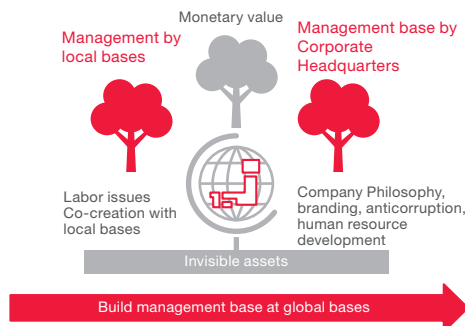 Monetary value
Management by
local bases
Management base by
Corporate
Headquarters
Labor issues
Co-creation with
local bases
Company Philosophy,
branding, anticorruption,
human resource
development
Invisible assets
Build management base at global bases